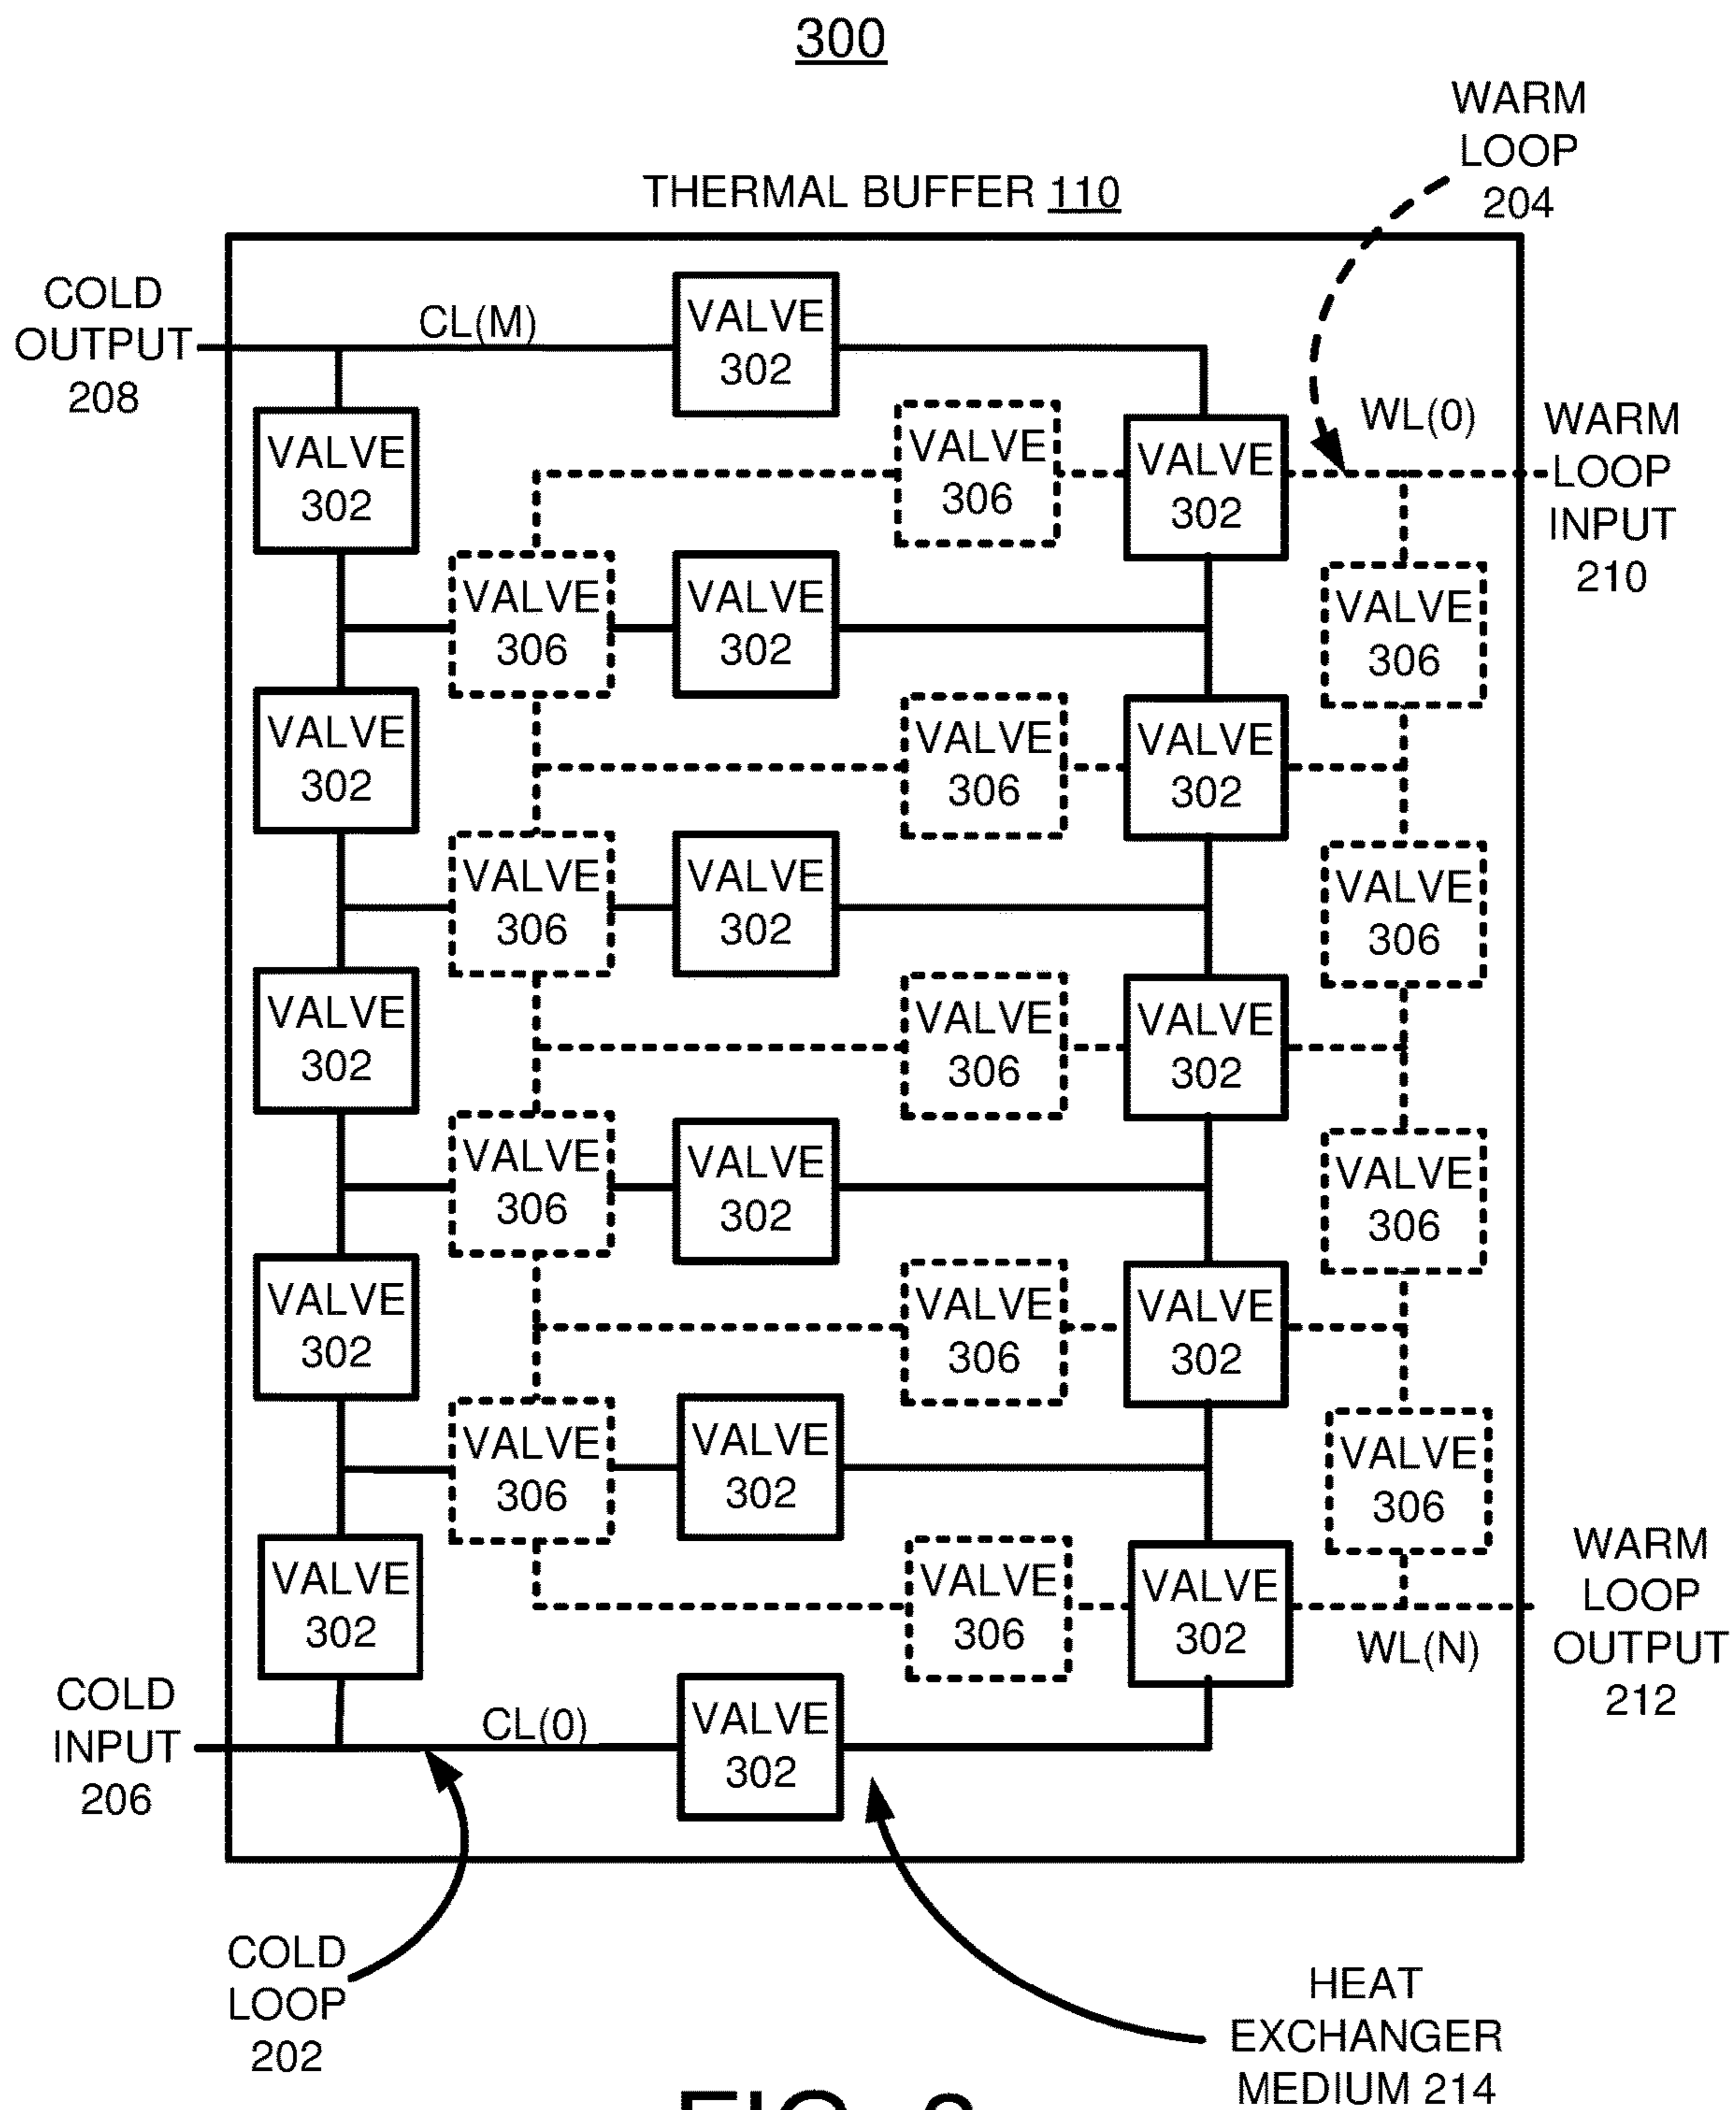 300
WARM
LOOP
204
THERMAL BUFFER 110
COLD
OUTPUT
208
CL(M)
VALVE
302
VALVE
302
VALVE
306
VALVE
302
WL(0)
WARM
LOOP
INPUT
210
VALVE
306
VALVE
302
VALVE
306
VALVE
302
VALVE
306
VALVE
302
VALVE
306
VALVE
302
VALVE
306
VALVE
302
VALVE
306
VALVE
302
VALVE
306
VALVE
302
VALVE
306
VALVE
302
VALVE
306
VALVE
302
VALVE
306
VALVE
302
VALVE
306
VALVE
302
VALVE
306
VALVE
302
VALVE
306
VALVE
302
WL(N)
WARM
LOOP
OUTPUT
212
COLD
INPUT
206
CL(0)
VALVE
302
COLD
LOOP
202
HEAT
EXCHANGER
MEDIUM 214